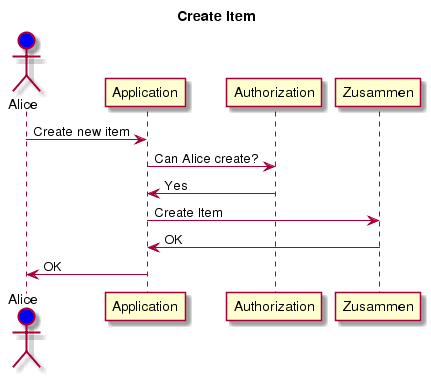 Create Item
Alice
Application
Authorization
Zusammen
Create new item
Can Alice create?
Yes
Create Item
OK
OK
Alice
Application
Authorization
Zusammen